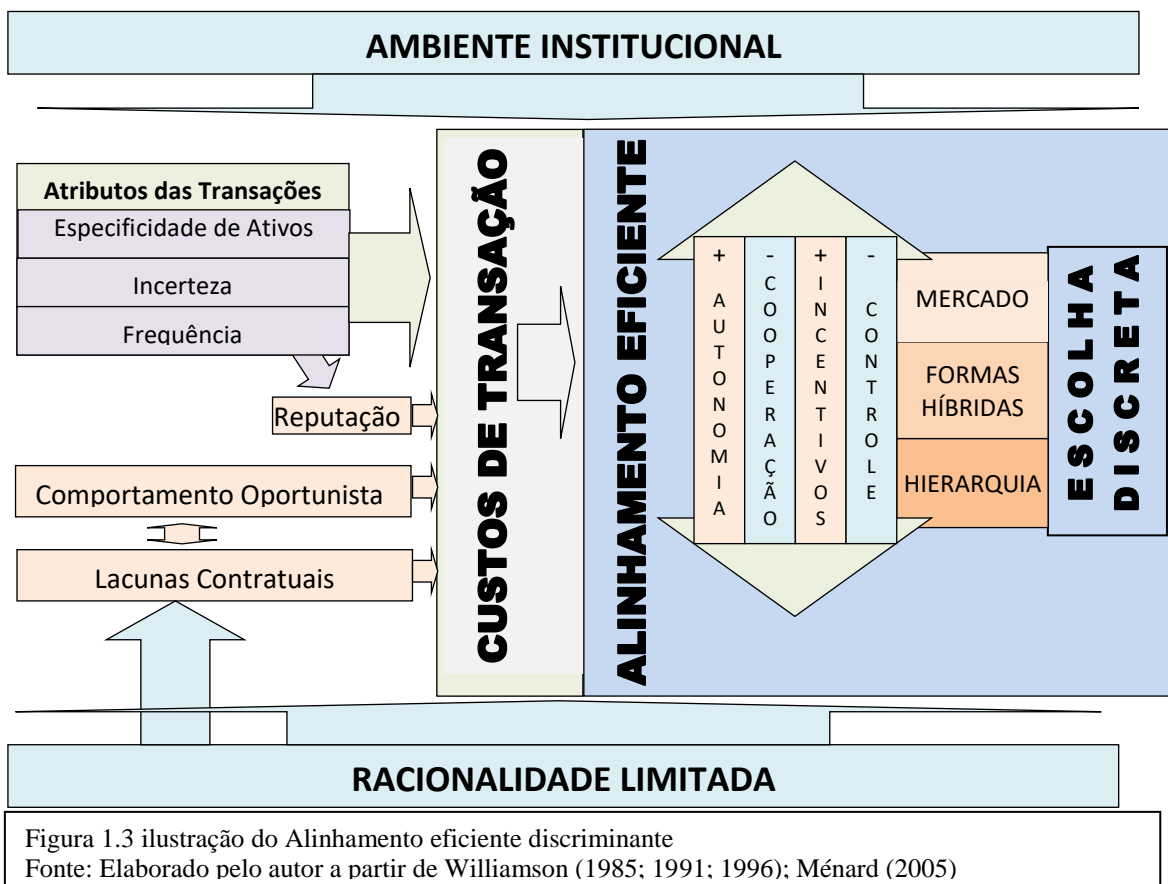 AMBIENTE INSTITUCIONAL
Atributos das Transações
Especificidade de Ativos
Incerteza
Frequência
Reputação
Comportamento Oportunista
Lacunas Contratuais
CUSTOS DE TRANSAÇÃO
ALINHAMENTO EFICIENTE
+ AUTONOMIA
- COOPERAÇÃO
+ INCENTIVOS
- CONTROLE
MERCADO
FORMAS
HÍBRIDAS
HIERARQUIA
ESCOLHA
DISCRETA
RACIONALIDADE LIMITADA
Figura 1.3 ilustração do Alinhamento eficiente discriminante
Fonte: Elaborado pelo autor a partir de Williamson (1985; 1991; 1996); Ménard (2005)